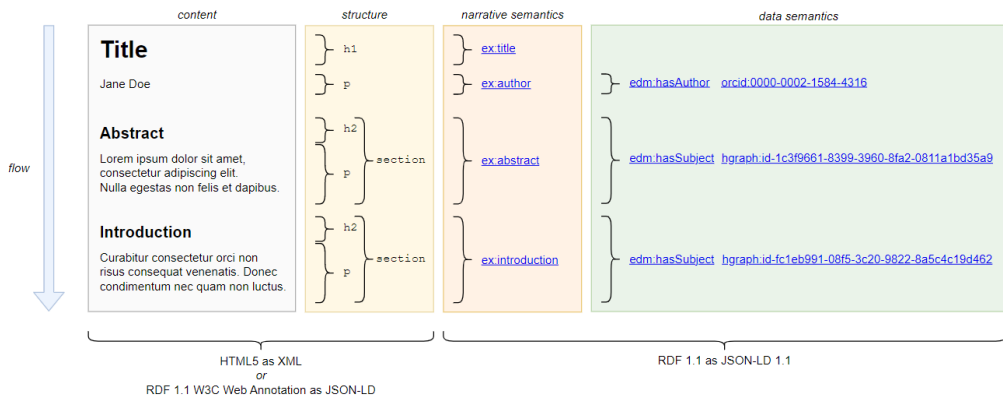 content
structure
narrative semantics
data semantics
flow
Title
h1
ex:title
Jane Doe
p
ex:author
edm:hasAuthor orcid:0000-0002-1584-4316
Abstract
h2
Lorem ipsum dolor sit amet,
consectetur adipiscing elit.
Nulla egestas non felis et dapibus.
p
section
ex:abstract
edm:hasSubject hgraph:id-1c3f9661-8399-3960-8fa2-0811a1bd35a9
Introduction
h2
Curabitur consectetur orci non
risus consequat venenatis. Donec
condimentum nec quam non luctus.
p
section
ex:introduction
edm:hasSubject hgraph:id-fc1eb991-08f5-3c20-9822-8a5c4c19d462
HTML5 as XML
or
RDF 1.1 W3C Web Annotation as JSON-LD
RDF 1.1 as JSON-LD 1.1